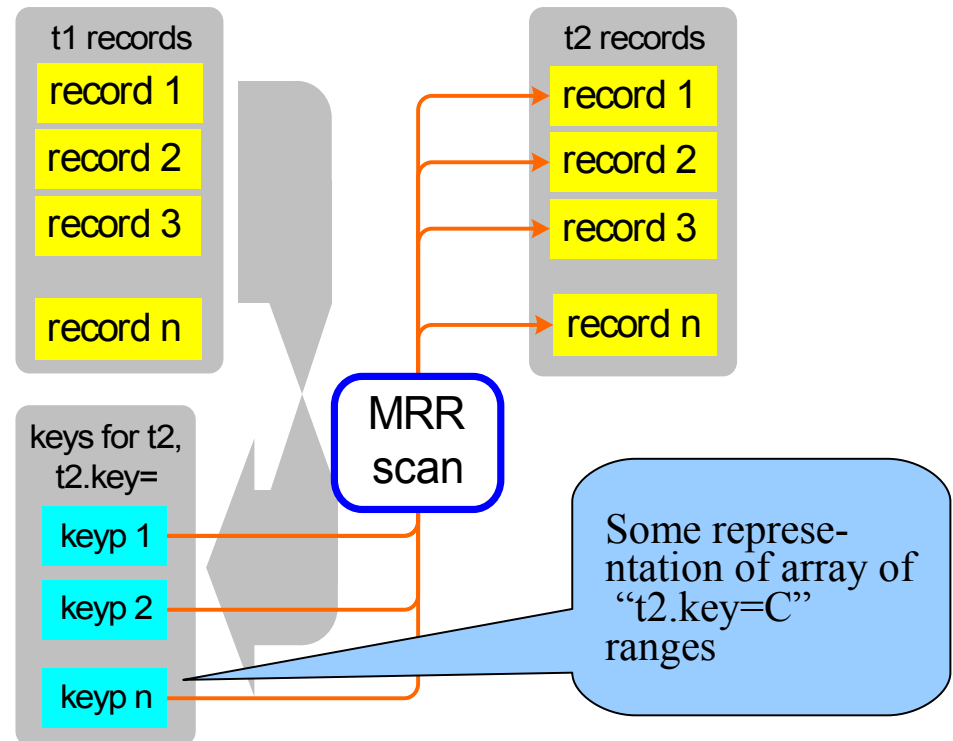 t1 records
record 1
record 2
record 3
record n
t2 records
record 1
record 2
record 3
record n
MRR
scan
keys for t2,
t2.key=
keyp 1
keyp 2
keyp n
Some represe-
ntation of array of
“t2.key=C”
ranges